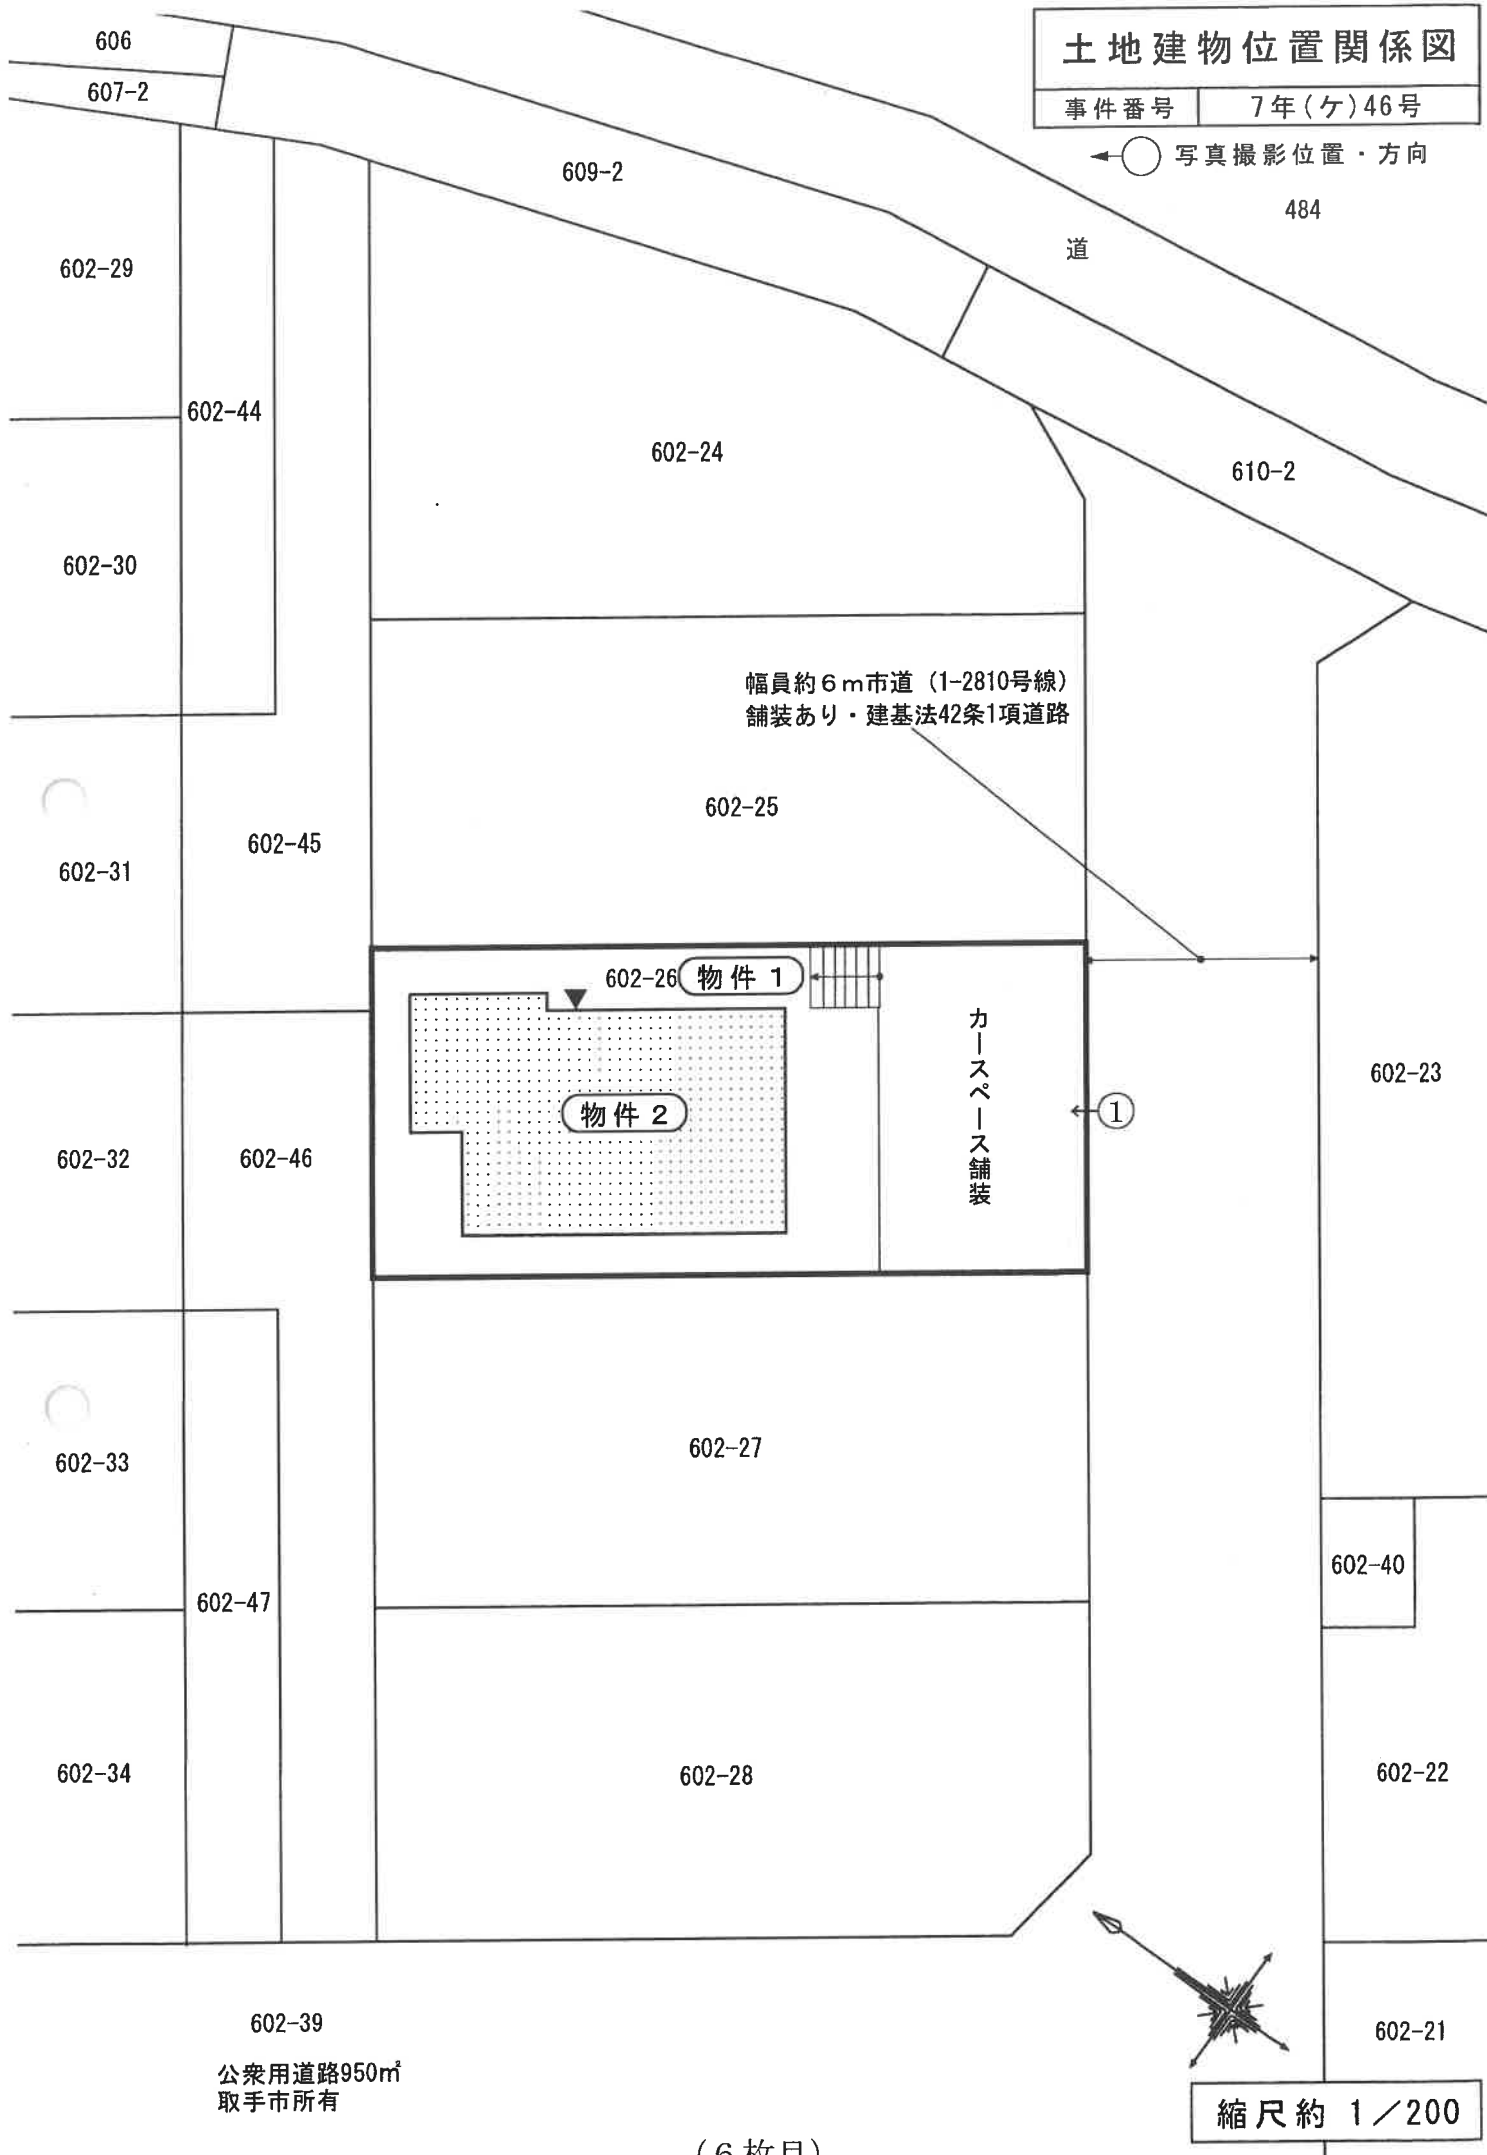 土地建物位置関係図
事件番号 7年(ケ)46号
写真撮影位置・方向
606
607-2
609-2
484
道
602-29
602-44
602-24
610-2
602-30
幅員約6m市道（1-2810号線）
舗装あり・建基法42条1項道路
602-25
602-45
602-31
602-26 物件1
カースペース舗装
602-23
物件2
①
602-32
602-46
602-27
602-33
602-40
602-47
602-34
602-28
602-22
602-39
602-21
公衆用道路950㎡
取手市所有
縮尺約 1／200
(6枚目)